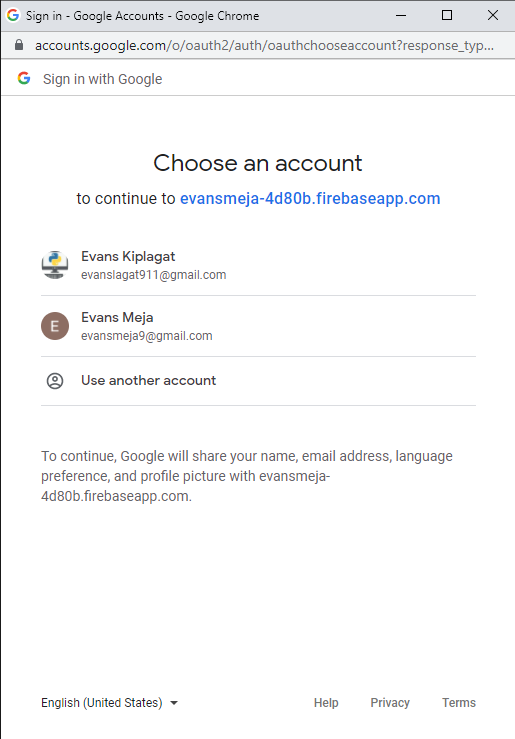 Sign in - Google Accounts - Google Chrome
accounts.google.com/o/oauth2/auth/oauthchooseaccount?response_typ...
Sign in with Google
Choose an account
to continue to evansmeja-4d80b.firebaseapp.com
Evans Kiplagat
evanslagat911@gmail.com
E
Evans Meja
evansmeja9@gmail.com
Use another account
To continue, Google will share your name, email address, language
preference, and profile picture with evansmeja-
4d80b.firebaseapp.com.
English (United States)
Help Privacy Terms